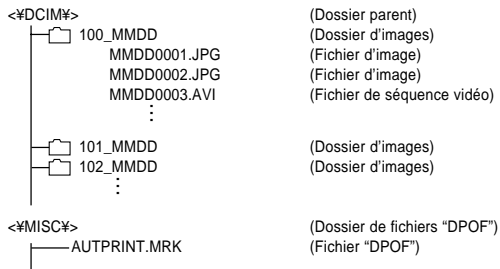 <¥DCIM¥> (Dossier parent)
100_MMDD (Dossier d'images)
MMDD0001.JPG (Fichier d'image)
MMDD0002.JPG (Fichier d'image)
MMDD0003.AVI (Fichier de séquence vidéo)
101_MMDD (Dossier d'images)
102_MMDD (Dossier d'images)
<¥MISC¥> (Dossier de fichiers “DPOF”)
AUTPRINT.MRK (Fichier “DPOF”)